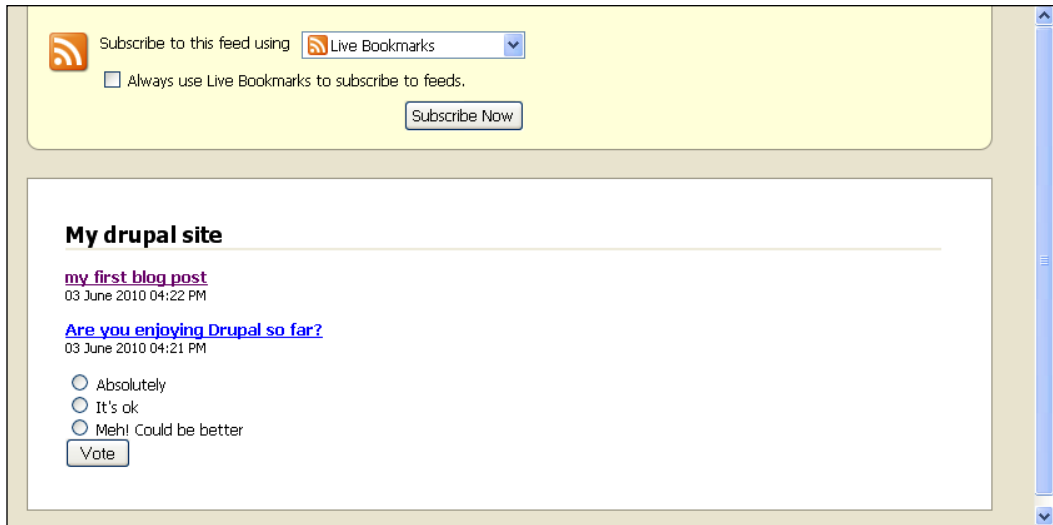 Subscribe to this feed using Live Bookmarks
Always use Live Bookmarks to subscribe to feeds.
Subscribe Now
My drupal site
my first blog post
03 June 2010 04:22 PM
Are you enjoying Drupal so far?
03 June 2010 04:21 PM
Absolutely
It's ok
Meh! Could be better
Vote